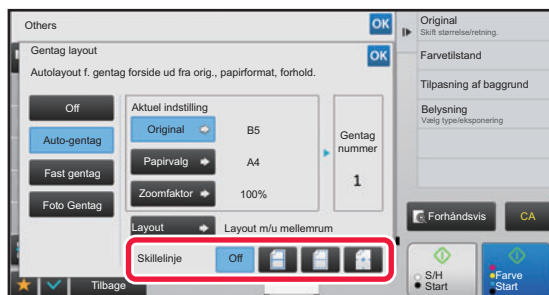 Others
OK
Gentag layout
OK
Autolayout f. gentag forside ud fra orig., papirformat, forhold.
Off
Auto-gentag
Fast gentag
Foto Gentag
Aktuel indstilling
Original
B5
Papirvalg
A4
Zoomfaktor
100%
Gentag
nummer
1
Layout
Layout m/u mellemrum
Skillelinje
Off
Tilbage
Original
Skift størrelse/retning.
Farvetilstand
Tilpasning af baggrund
Belysning
Vælg type/eksponering
Forhåndsvis
CA
S/H
Start
Farve
Start